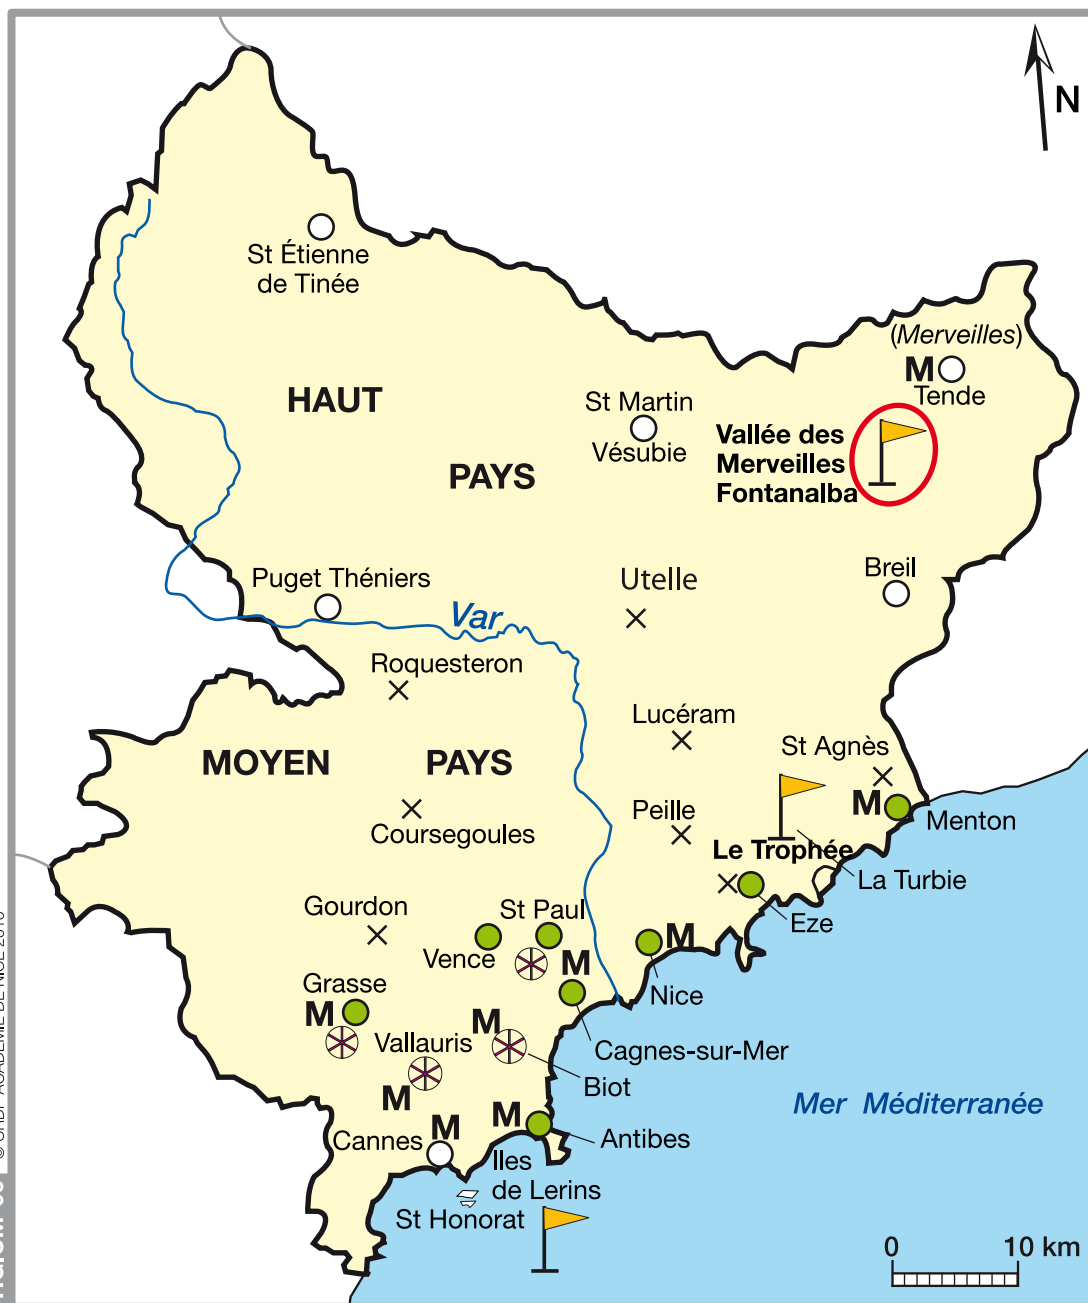 N
St Étienne
de Tinée
(Merveilles)
M
Tende
HAUT
PAYS
St Martin
Vésubie
Vallée des
Merveilles
Fontanalba
Puget Théniers
Utelle
Breil
Var
Roquesteron
Lucéram
MOYEN
PAYS
St Agnès
M
Menton
Peille
Coursegoules
Le Trophée
La Turbie
Eze
Gourdon
St Paul
Vence
M
M
Nice
Grasse
M
Cagnes-sur-Mer
Vallauris
M
Biot
M
Mer Méditerranée
Cannes
M
M
Antibes
Iles
de Lerins
St Honorat
0
10 km